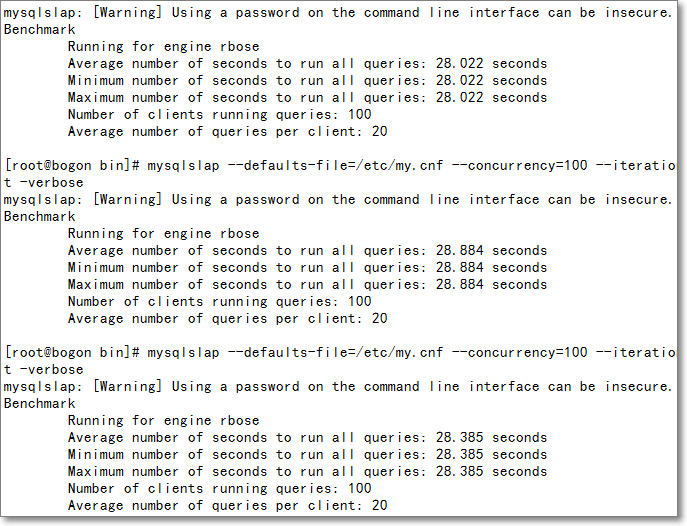 mysqlslap: [Warning] Using a password on the command line interface can be insecure.
Benchmark
Running for engine rbose
Average number of seconds to run all queries: 28.022 seconds
Minimum number of seconds to run all queries: 28.022 seconds
Maximum number of seconds to run all queries: 28.022 seconds
Number of clients running queries: 100
Average number of queries per client: 20
[root@bogon bin]# mysqlslap --defaults-file=/etc/my.cnf --concurrency=100 --iteratio
t -verbose
mysqlslap: [Warning] Using a password on the command line interface can be insecure.
Benchmark
Running for engine rbose
Average number of seconds to run all queries: 28.884 seconds
Minimum number of seconds to run all queries: 28.884 seconds
Maximum number of seconds to run all queries: 28.884 seconds
Number of clients running queries: 100
Average number of queries per client: 20
[root@bogon bin]# mysqlslap --defaults-file=/etc/my.cnf --concurrency=100 --iteratio
t -verbose
mysqlslap: [Warning] Using a password on the command line interface can be insecure.
Benchmark
Running for engine rbose
Average number of seconds to run all queries: 28.385 seconds
Minimum number of seconds to run all queries: 28.385 seconds
Maximum number of seconds to run all queries: 28.385 seconds
Number of clients running queries: 100
Average number of queries per client: 20